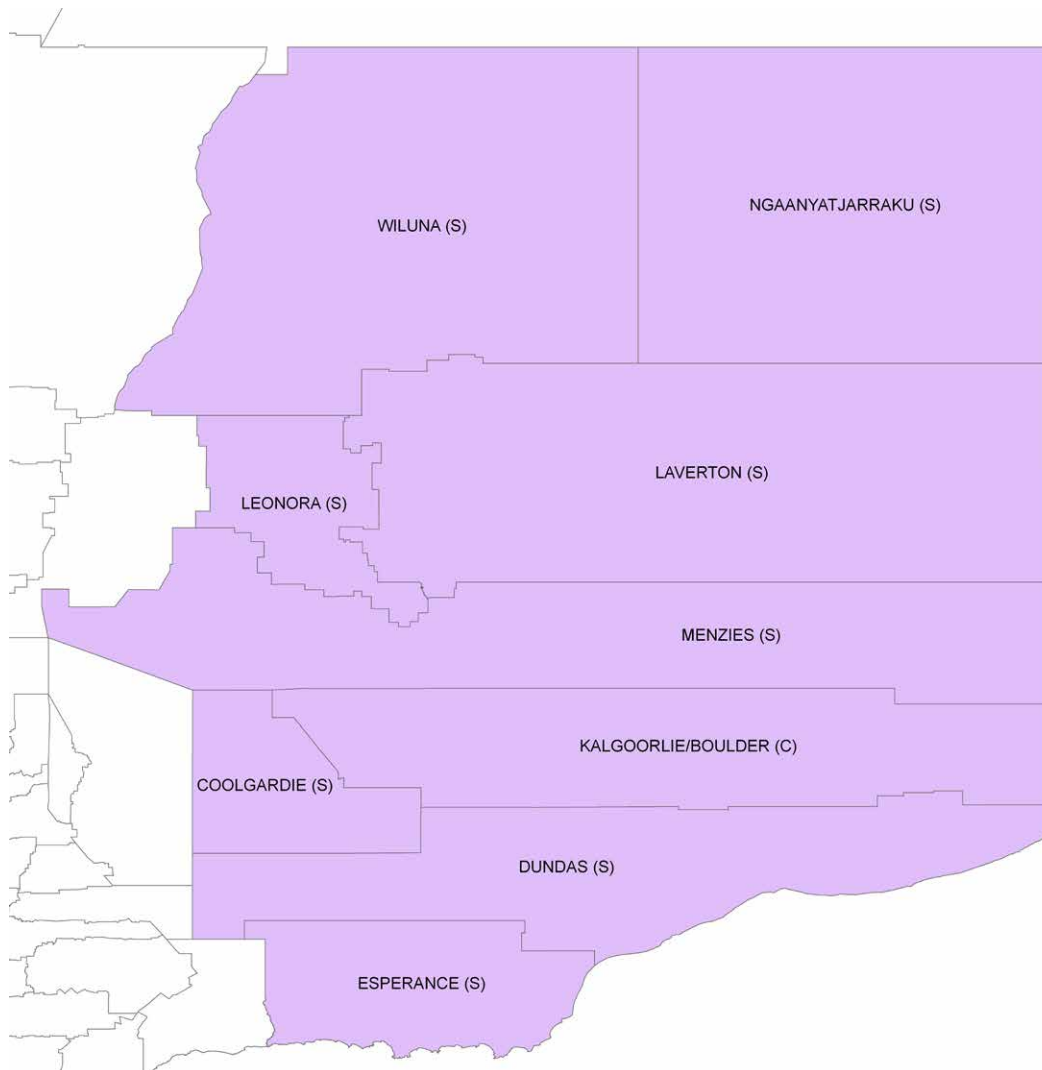 NGAANYATJARRAKU (S)
WILUNA (S)
LAVERTON (S)
LEONORA (S)
MENZIES (S)
KALGOORLIE/BOULDER (C)
COOLGARDIE (S)
DUNDAS (S)
ESPERANCE (S)